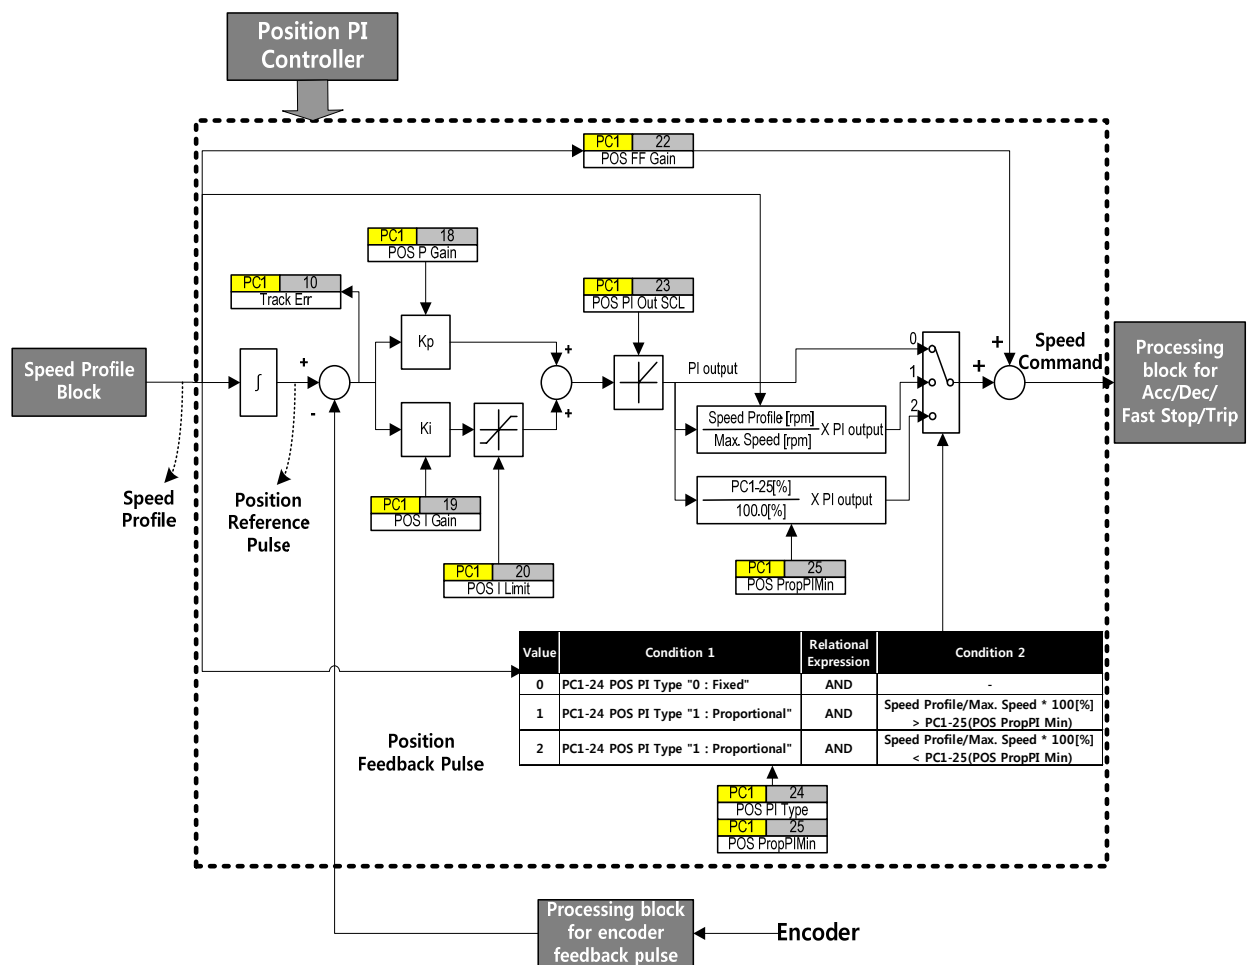 Position PI
Controller
PC1 22
POS FF Gain
PC1 18
POS P Gain
PC1 10
Track Err
PC1 23
POS PI Out SCL
Speed Profile
Block
∫
+
-
Kp
Ki
+
+
PI output
0
1
2
Speed Profile [rpm]
Max. Speed [rpm]
X PI output
PC1-25[%]
100.0[%]
X PI output
+
+
Speed
Command
Processing
block for
Acc/Dec/
Fast Stop/Trip
Speed
Profile
Position
Reference
Pulse
PC1 19
POS I Gain
PC1 20
POS I Limit
PC1 25
POS PropPIMin
Value Condition 1 Relational Expression Condition 2
0 PC1-24 POS PI Type "0 : Fixed" AND -
1 PC1-24 POS PI Type "1 : Proportional" AND Speed Profile/Max. Speed * 100[%]
> PC1-25(POS PropPI Min)
2 PC1-24 POS PI Type "1 : Proportional" AND Speed Profile/Max. Speed * 100[%]
< PC1-25(POS PropPI Min)
Position
Feedback Pulse
PC1 24
POS PI Type
PC1 25
POS PropPIMin
Processing block
for encoder
feedback pulse
Encoder